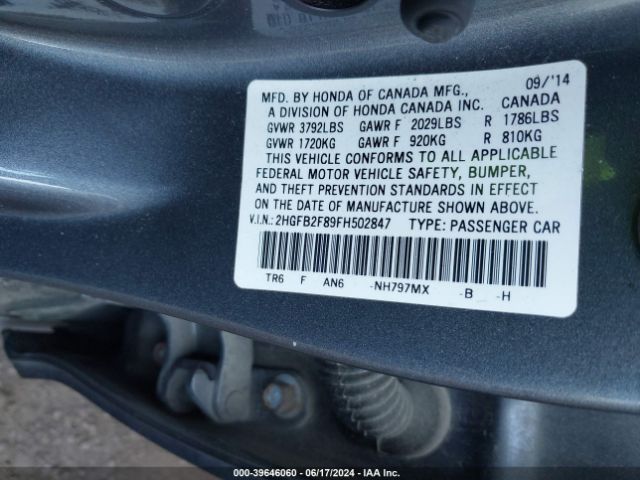 MFD. BY HONDA OF CANADA MFG., 09/'14
A DIVISION OF HONDA CANADA INC. CANADA
GVWR 3792LBS GAWR F 2029LBS R 1786LBS
GVWR 1720KG GAWR F 920KG R 810KG
THIS VEHICLE CONFORMS TO ALL APPLICABLE
FEDERAL MOTOR VEHICLE SAFETY, BUMPER,
AND THEFT PREVENTION STANDARDS IN EFFECT
ON THE DATE OF MANUFACTURE SHOWN ABOVE.
V.I.N.: 2HGFB2F89FH502847 TYPE: PASSENGER CAR
TR6 F AN6 -NH797MX -B -H
000-39646060 - 06/17/2024 - IAA Inc.